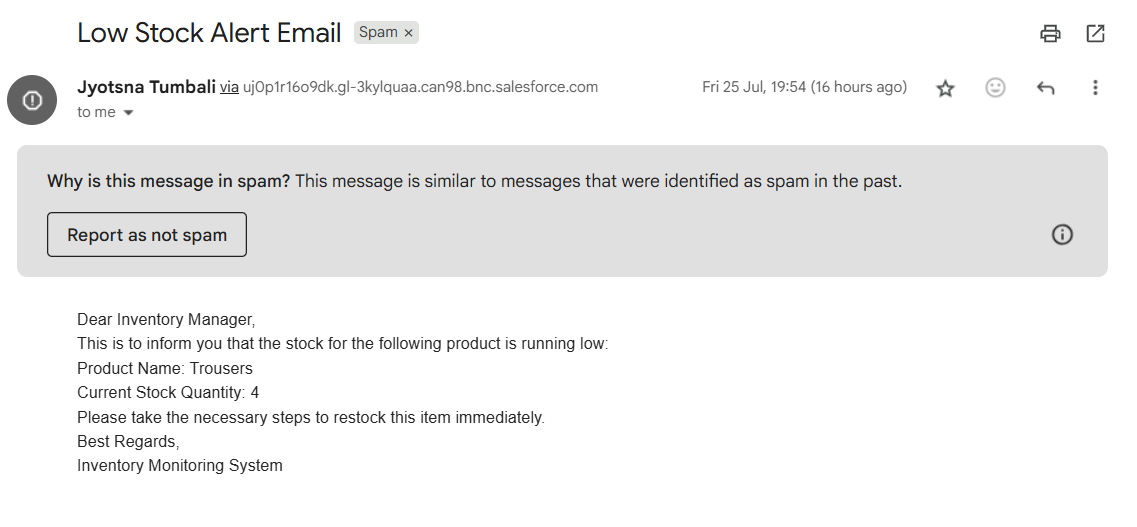 Low Stock Alert Email Spam ×
Jyotsna Tumbali via uj0p1r16o9dk.gl-3kylquaa.can98.bnc.salesforce.com Fri 25 Jul, 19:54 (16 hours ago)
to me
Why is this message in spam? This message is similar to messages that were identified as spam in the past.
Report as not spam
Dear Inventory Manager,
This is to inform you that the stock for the following product is running low:
Product Name: Trousers
Current Stock Quantity: 4
Please take the necessary steps to restock this item immediately.
Best Regards,
Inventory Monitoring System